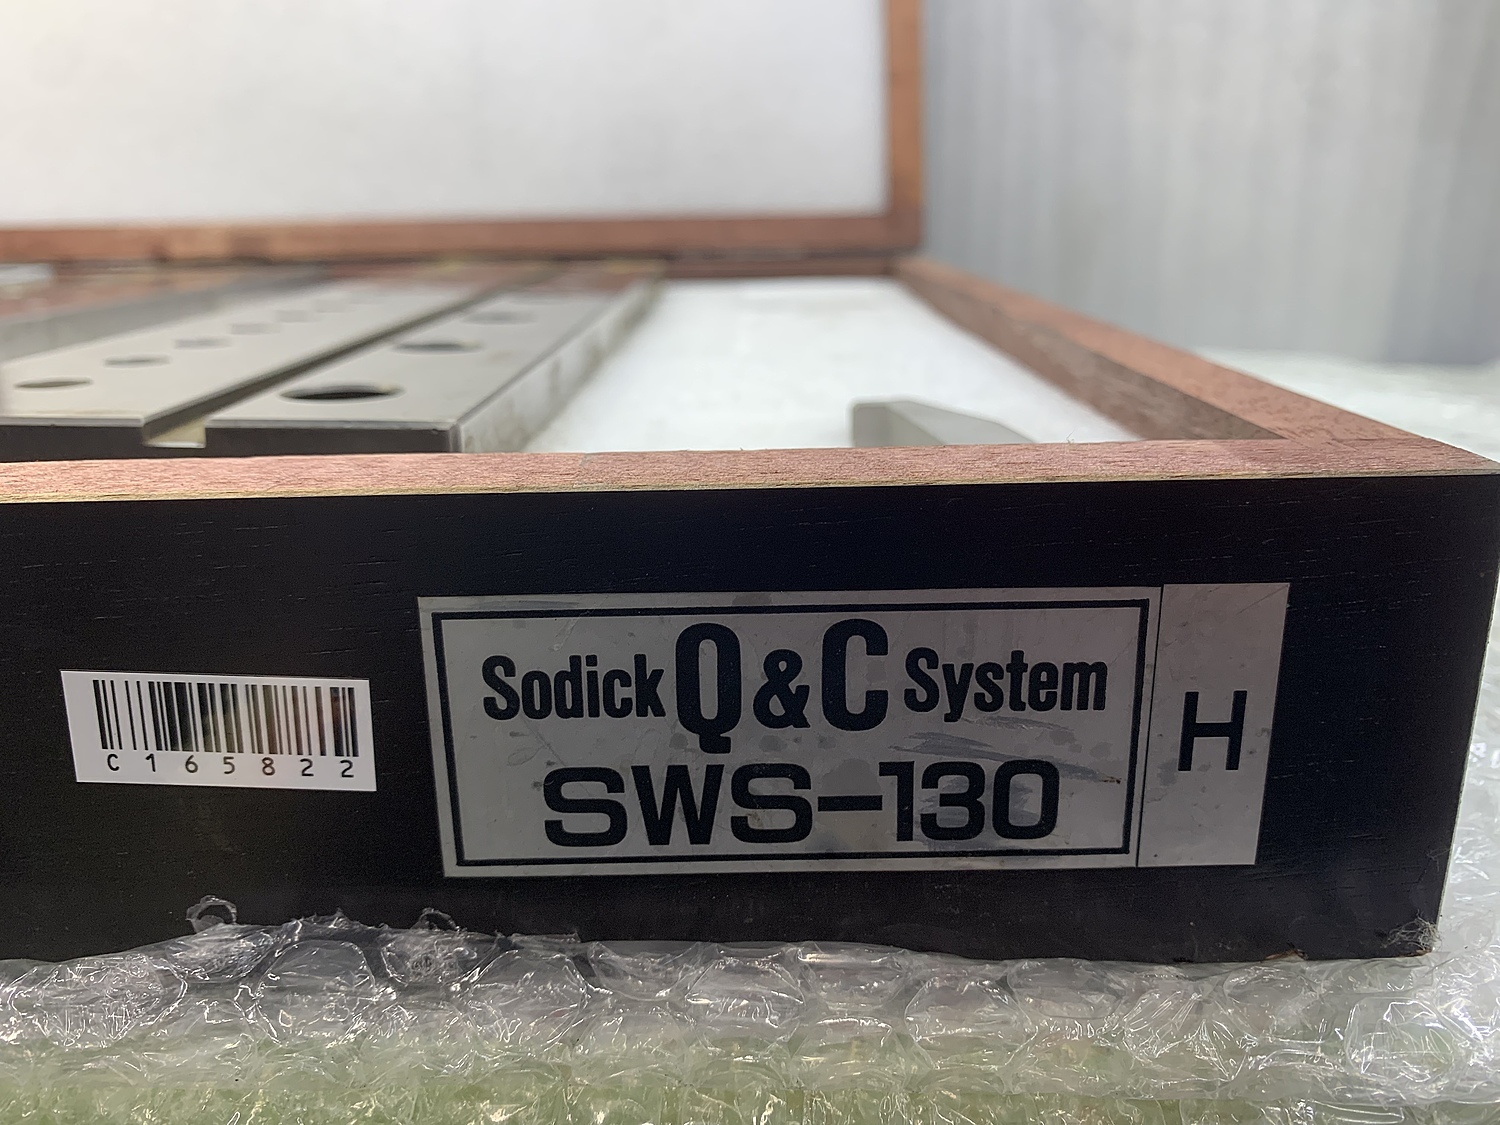 Sodick Q&C System
SWS-130
H
C165822